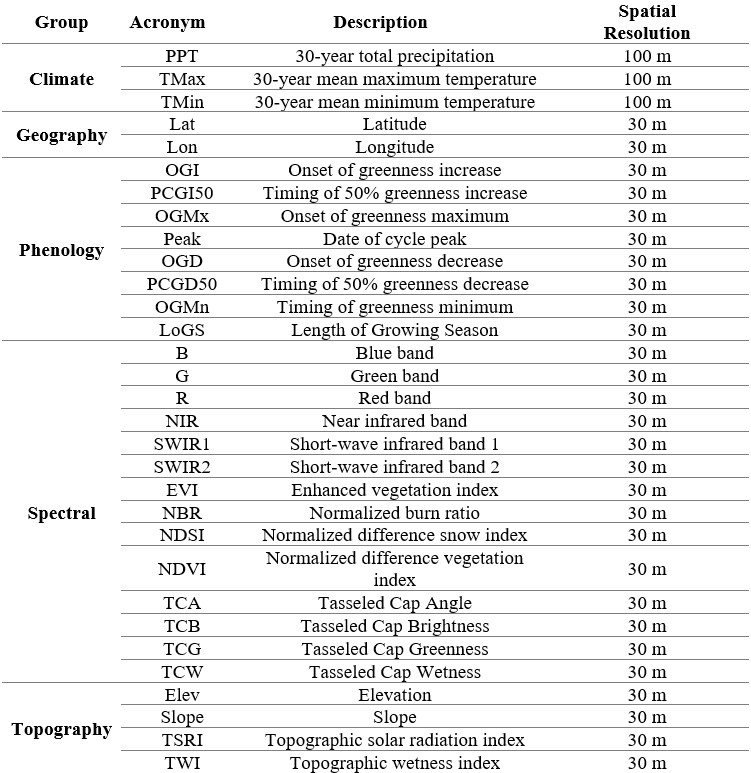 Group Acronym Description Spatial Resolution
Climate
PPT 30-year total precipitation 100 m
TMax 30-year mean maximum temperature 100 m
TMin 30-year mean minimum temperature 100 m
Geography
Lat Latitude 30 m
Lon Longitude 30 m
Phenology
OGI Onset of greenness increase 30 m
PCGI50 Timing of 50% greenness increase 30 m
OGMx Onset of greenness maximum 30 m
Peak Date of cycle peak 30 m
OGD Onset of greenness decrease 30 m
PCGD50 Timing of 50% greenness decrease 30 m
OGMn Timing of greenness minimum 30 m
LoGS Length of Growing Season 30 m
Spectral
B Blue band 30 m
G Green band 30 m
R Red band 30 m
NIR Near infrared band 30 m
SWIR1 Short-wave infrared band 1 30 m
SWIR2 Short-wave infrared band 2 30 m
EVI Enhanced vegetation index 30 m
NBR Normalized burn ratio 30 m
NDSI Normalized difference snow index 30 m
NDVI Normalized difference vegetation index 30 m
TCA Tasseled Cap Angle 30 m
TCB Tasseled Cap Brightness 30 m
TCG Tasseled Cap Greenness 30 m
TCW Tasseled Cap Wetness 30 m
Topography
Elev Elevation 30 m
Slope Slope 30 m
TSRI Topographic solar radiation index 30 m
TWI Topographic wetness index 30 m